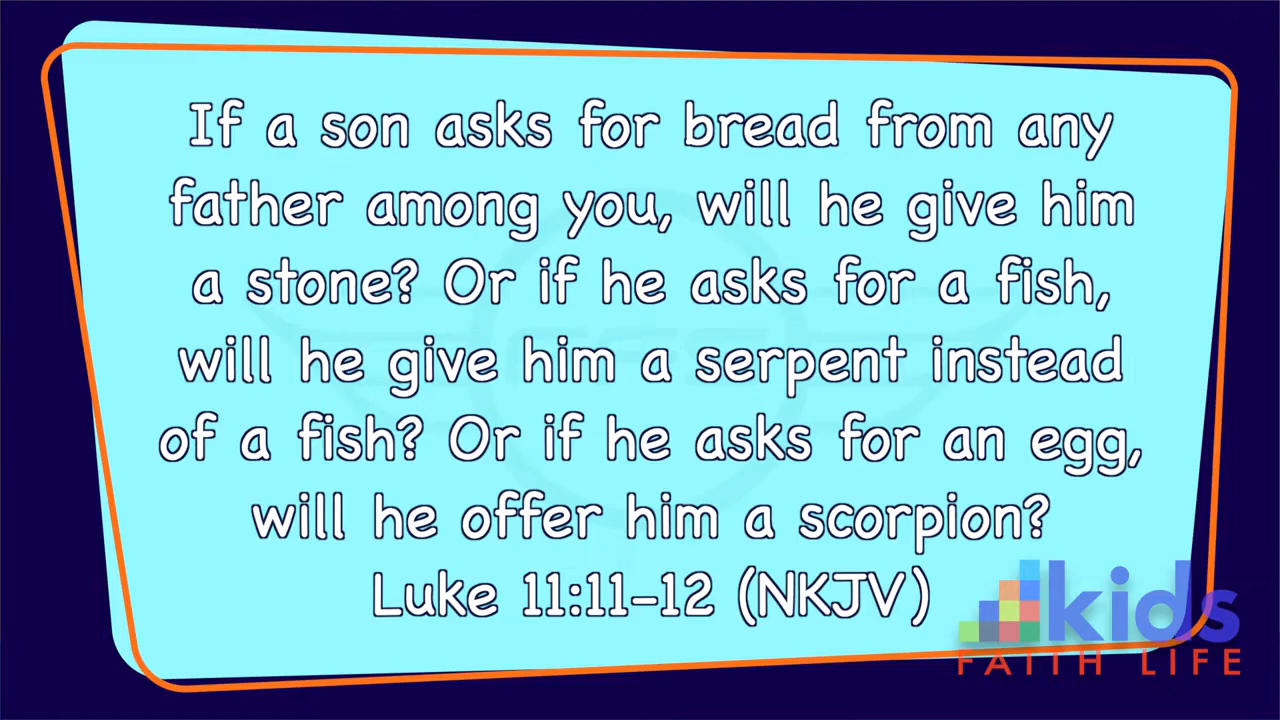 If a son asks for bread from any
father among you, will he give him
a stone? Or if he asks for a fish,
will he give him a serpent instead
of a fish? Or if he asks for an egg,
will he offer him a scorpion?
Luke 11:11–12 (NKJV)
kids
FAITH LIFE